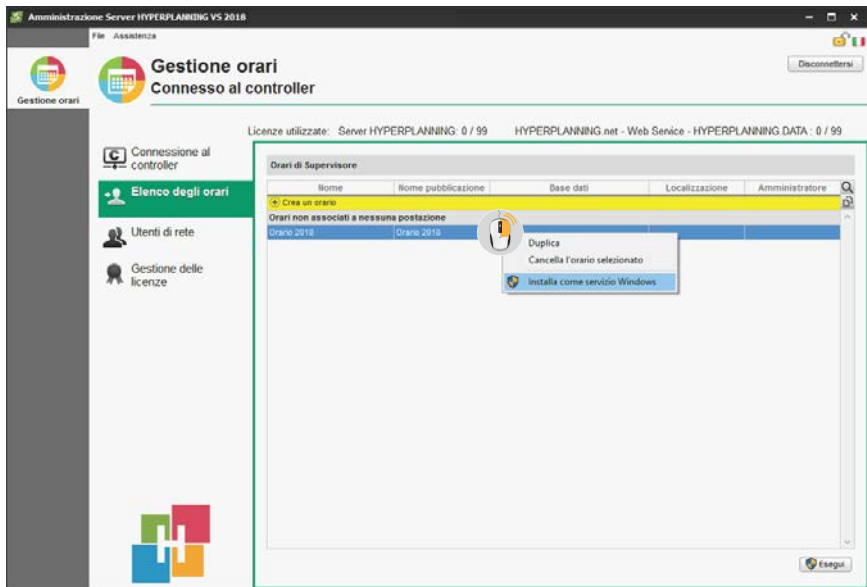 Amministrazione Server HYPERPLANNING VS 2018
File Assistenza
Gestione orari
Gestione orari
Connesso al controller
Disconnettersi
Licenze utilizzate: Server HYPERPLANNING: 0 / 99 HYPERPLANNING.net - Web Service - HYPERPLANNING.DATA : 0 / 99
Connessione al
controller
Elenco degli orari
Utenti di rete
Gestione delle
licenze
Orari di Supervisore
Nome Nome pubblicazione Base dati Localizzazione Amministratore
Crea un orario
Orari non associati a nessuna postazione
Orario 2018 Orario 2018
Duplica
Cancella l'orario selezionato
Installa come servizio Windows
Esegui